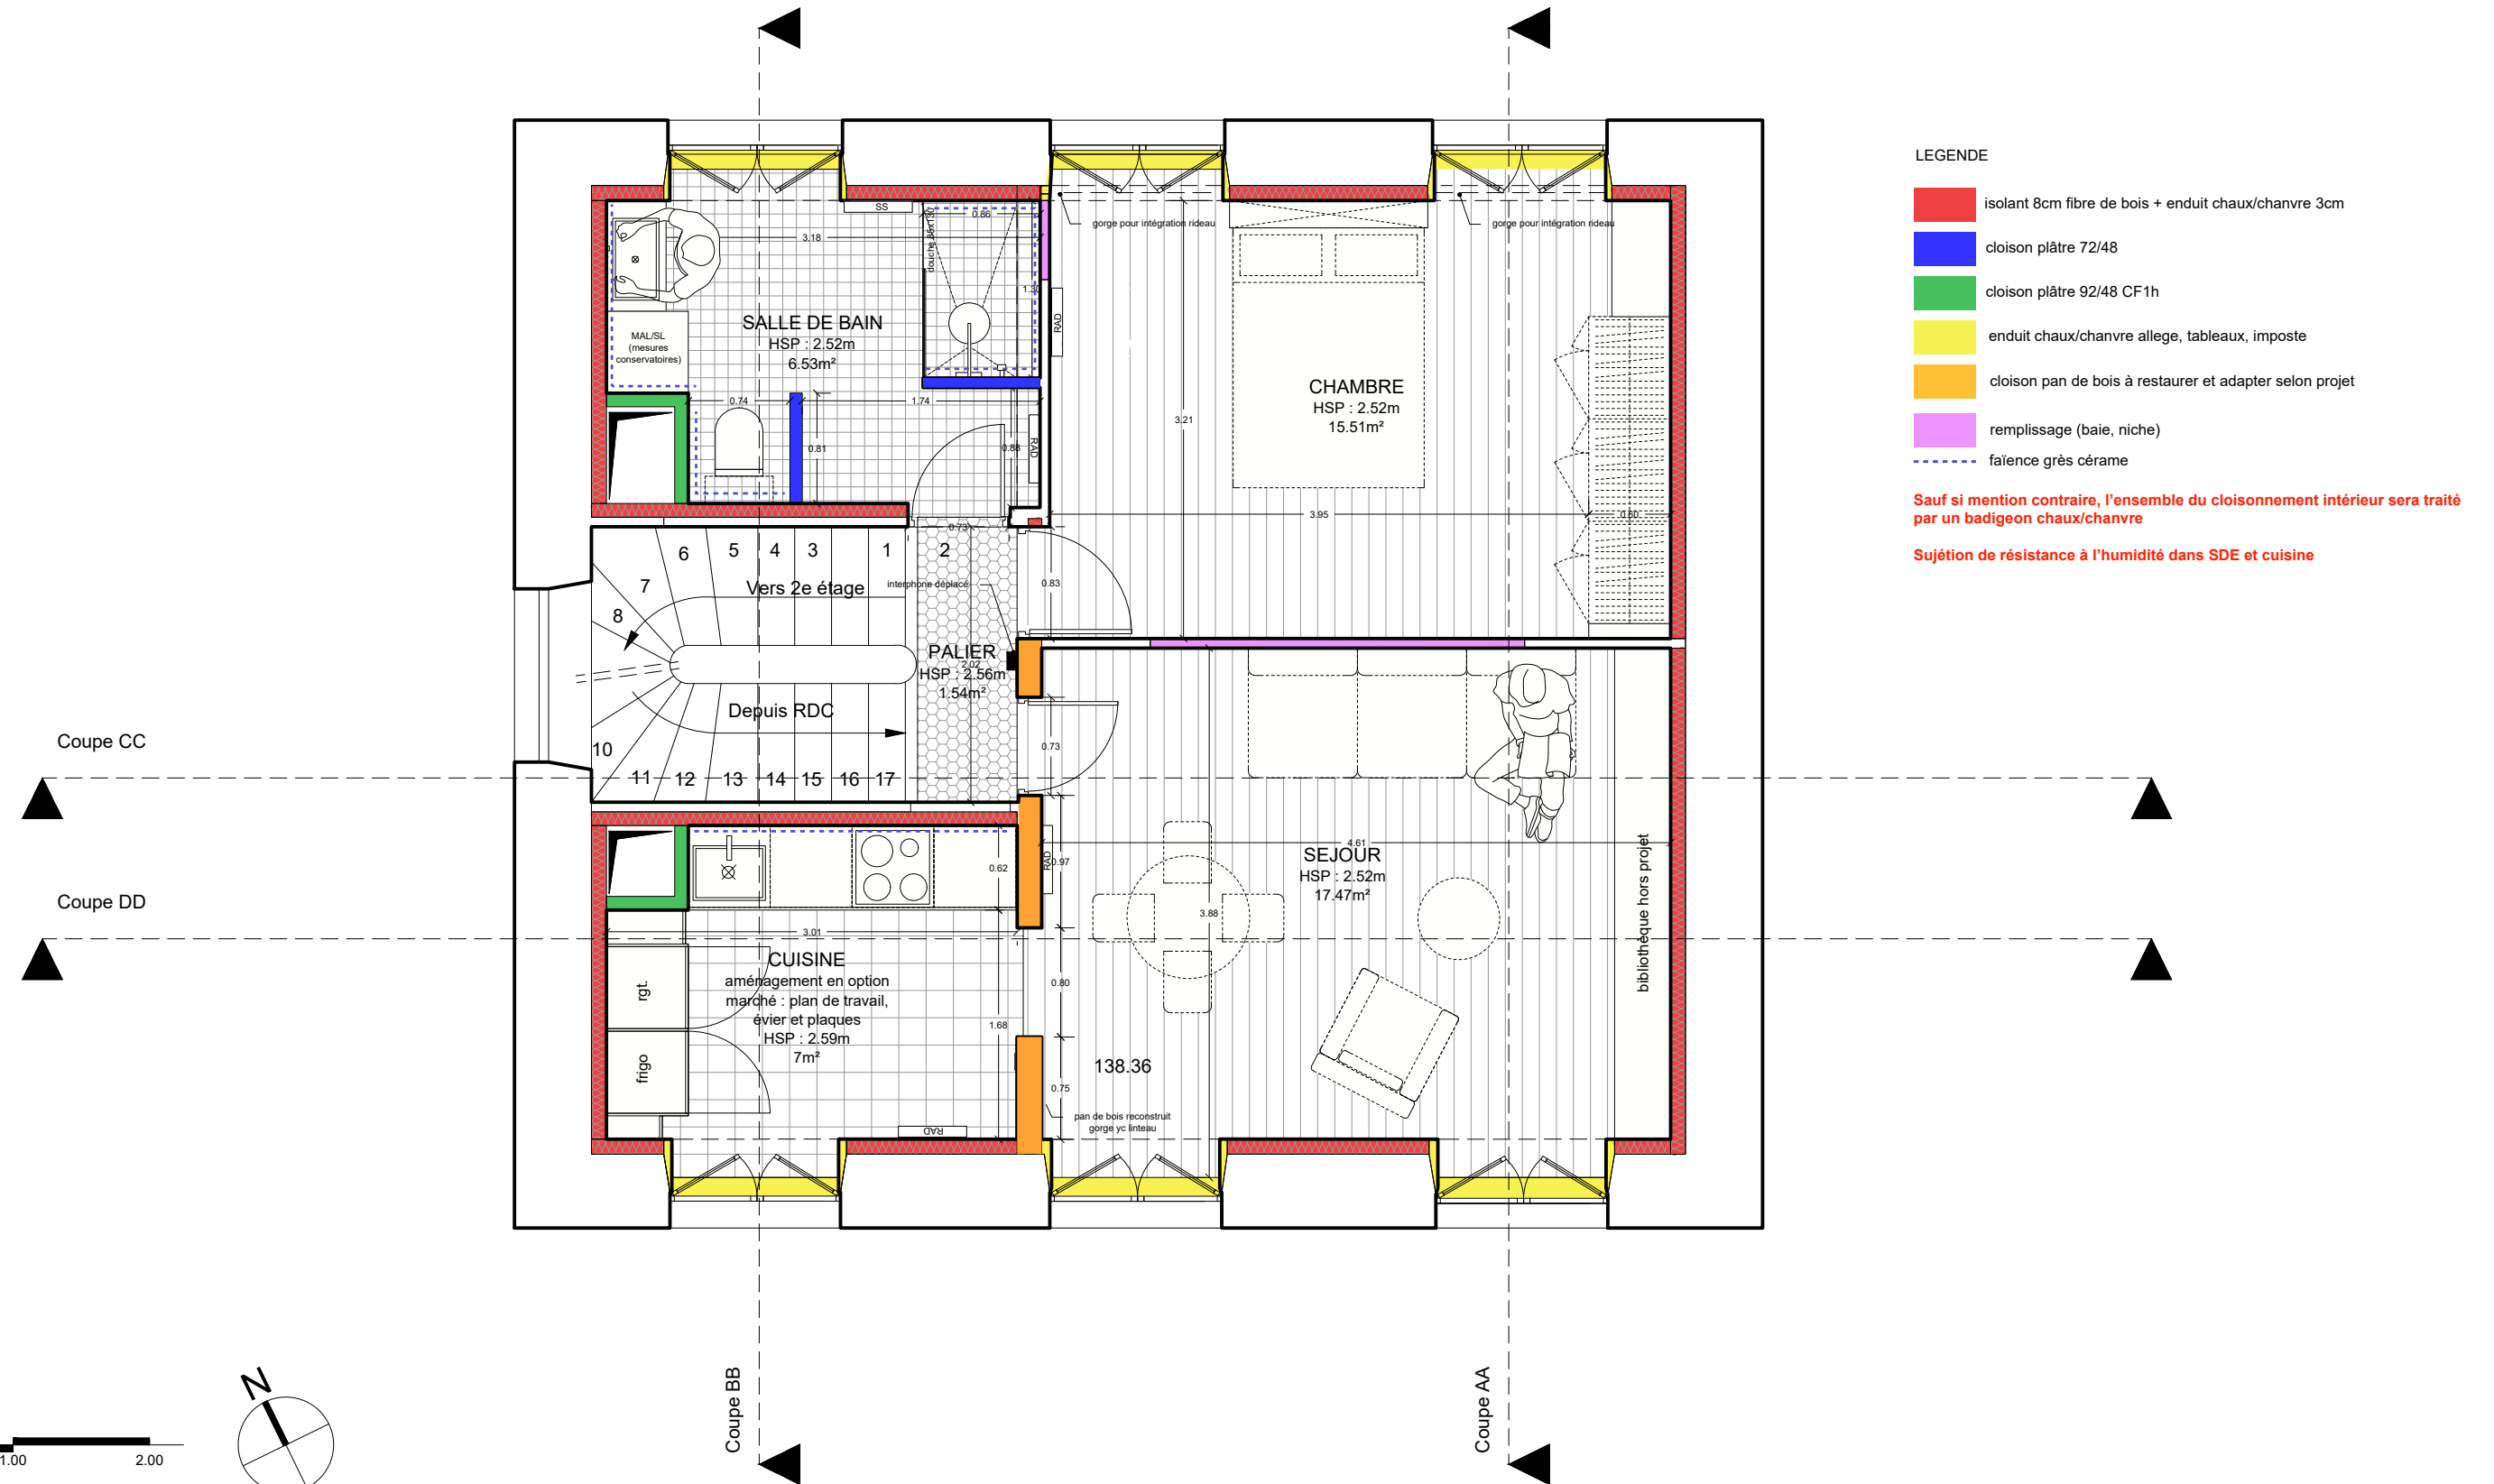 LEGENDE
isolant 8cm fibre de bois + enduit chaux/chanvre 3cm
cloison plâtre 72/48
cloison plâtre 92/48 CF1h
enduit chaux/chanvre allege, tableaux, imposte
cloison pan de bois à restaurer et adapter selon projet
remplissage (baie, niche)
faïence grès cérame
Sauf si mention contraire, l'ensemble du cloisonnement intérieur sera traité
par un badigeon chaux/chanvre
Sujétion de résistance à l'humidité dans SDE et cuisine
SS
0.86
3.18
douche 85x130
1.30
gorge pour intégration rideau
gorge pour intégration rideau
RAD
SALLE DE BAIN
HSP : 2.52m
6.53m²
MAL/SL
(mesures
conservatoires)
0.74
1.74
0.81
0.88
RAD
CHAMBRE
HSP : 2.52m
15.51m²
3.21
3.95
0.60
0.73
6
5
4
3
1
2
7
8
Vers 2e étage
interphone déplacé
0.83
PALIER
2.02
HSP : 2.56m
1.54m²
Depuis RDC
0.73
10
11
12
13
14
15
16
17
Coupe CC
0.62
RAD
0.97
4.61
SEJOUR
HSP : 2.52m
17.47m²
3.88
bibliothèque hors projet
Coupe DD
3.01
CUISINE
aménagement en option
marché : plan de travail,
évier et plaques
HSP : 2.59m
7m²
rgt.
frigo
0.80
1.68
138.36
0.75
pan de bois reconstruit
gorge yc linteau
RAD
Coupe BB
Coupe AA
N
1.00
2.00